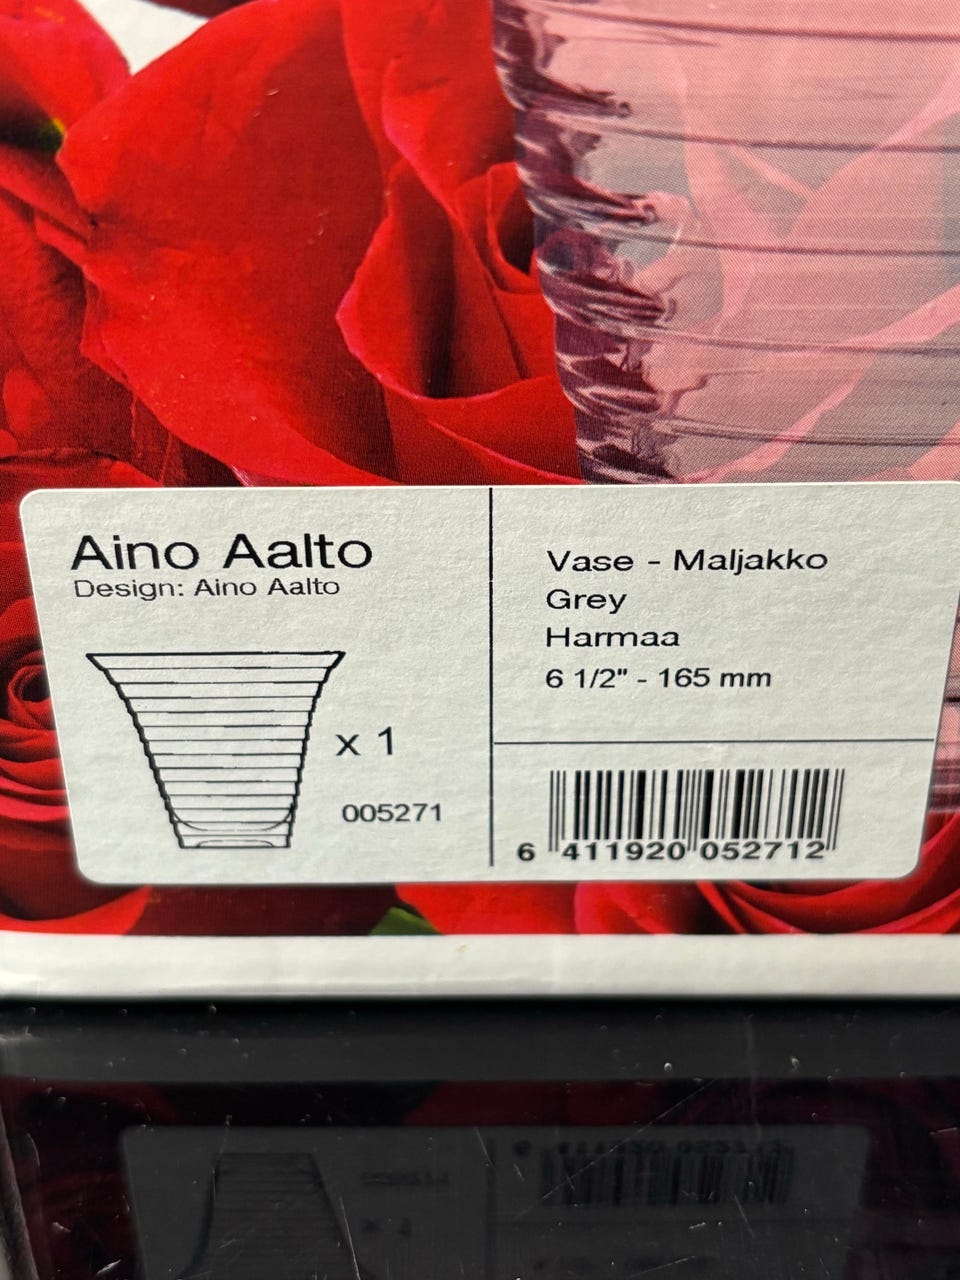 Aino Aalto
Design: Aino Aalto
x 1
005271
Vase - Maljakko
Grey
Harmaa
6 1/2" - 165 mm
6 411920 052712